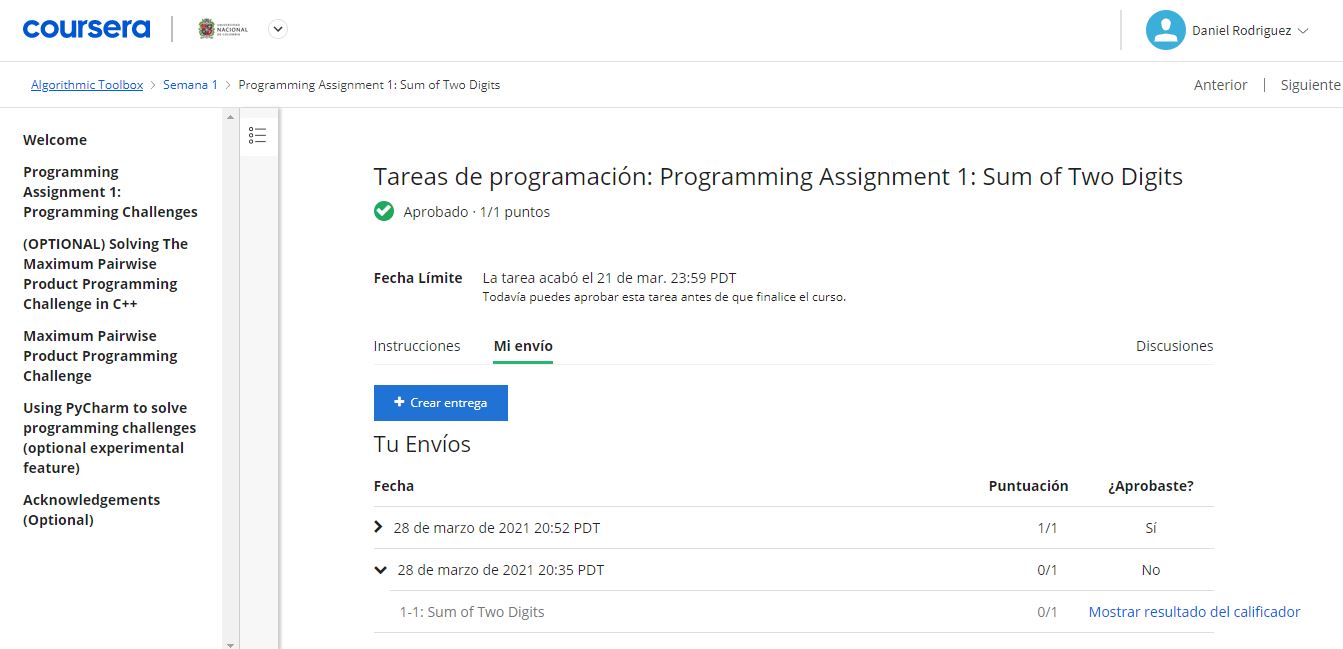 coursera
UNIVERSIDAD
NACIONAL
DE COLOMBIA
Daniel Rodriguez
Algorithmic Toolbox > Semana 1 > Programming Assignment 1: Sum of Two Digits
Anterior | Siguiente
Welcome
Programming
Assignment 1:
Programming Challenges
(OPTIONAL) Solving The
Maximum Pairwise
Product Programming
Challenge in C++
Maximum Pairwise
Product Programming
Challenge
Using PyCharm to solve
programming challenges
(optional experimental
feature)
Acknowledgements
(Optional)
Tareas de programación: Programming Assignment 1: Sum of Two Digits
Aprobado · 1/1 puntos
Fecha Límite La tarea acabó el 21 de mar. 23:59 PDT
Todavía puedes aprobar esta tarea antes de que finalice el curso.
Instrucciones Mi envío Discusiones
+ Crear entrega
Tu Envíos
Fecha Puntuación ¿Aprobaste?
28 de marzo de 2021 20:52 PDT 1/1 Sí
28 de marzo de 2021 20:35 PDT 0/1 No
1-1: Sum of Two Digits 0/1 Mostrar resultado del calificador